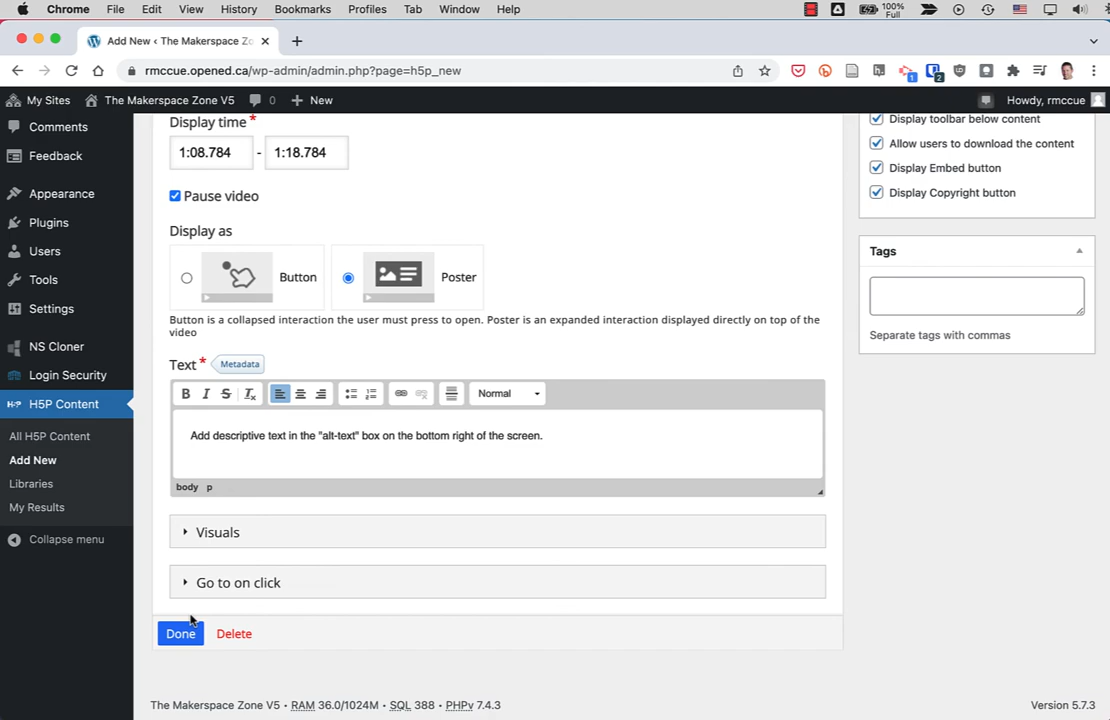 Chrome File Edit View History Bookmarks Profiles Tab Window Help 100% Full
Add New ‹ The Makerspace Zo
rmccue.opened.ca/wp-admin/admin.php?page=h5p_new 1 2
My Sites The Makerspace Zone V5 0 New Howdy, rmccue
Comments
Feedback
Appearance
Plugins
Users
Tools
Settings
NS Cloner
Login Security
H5P Content
All H5P Content
Add New
Libraries
My Results
Collapse menu
Display time *
1:08.784 - 1:18.784
Pause video
Display as
Button Poster
Button is a collapsed interaction the user must press to open. Poster is an expanded interaction displayed directly on top of the
video
Text * Metadata
B I S Tx Normal
Add descriptive text in the "alt-text" box on the bottom right of the screen.
body p
Visuals
Go to on click
Done Delete
Display toolbar below content
Allow users to download the content
Display Embed button
Display Copyright button
Tags
Separate tags with commas
The Makerspace Zone V5 • RAM 36.0/1024M • SQL 388 • PHPv 7.4.3 Version 5.7.3